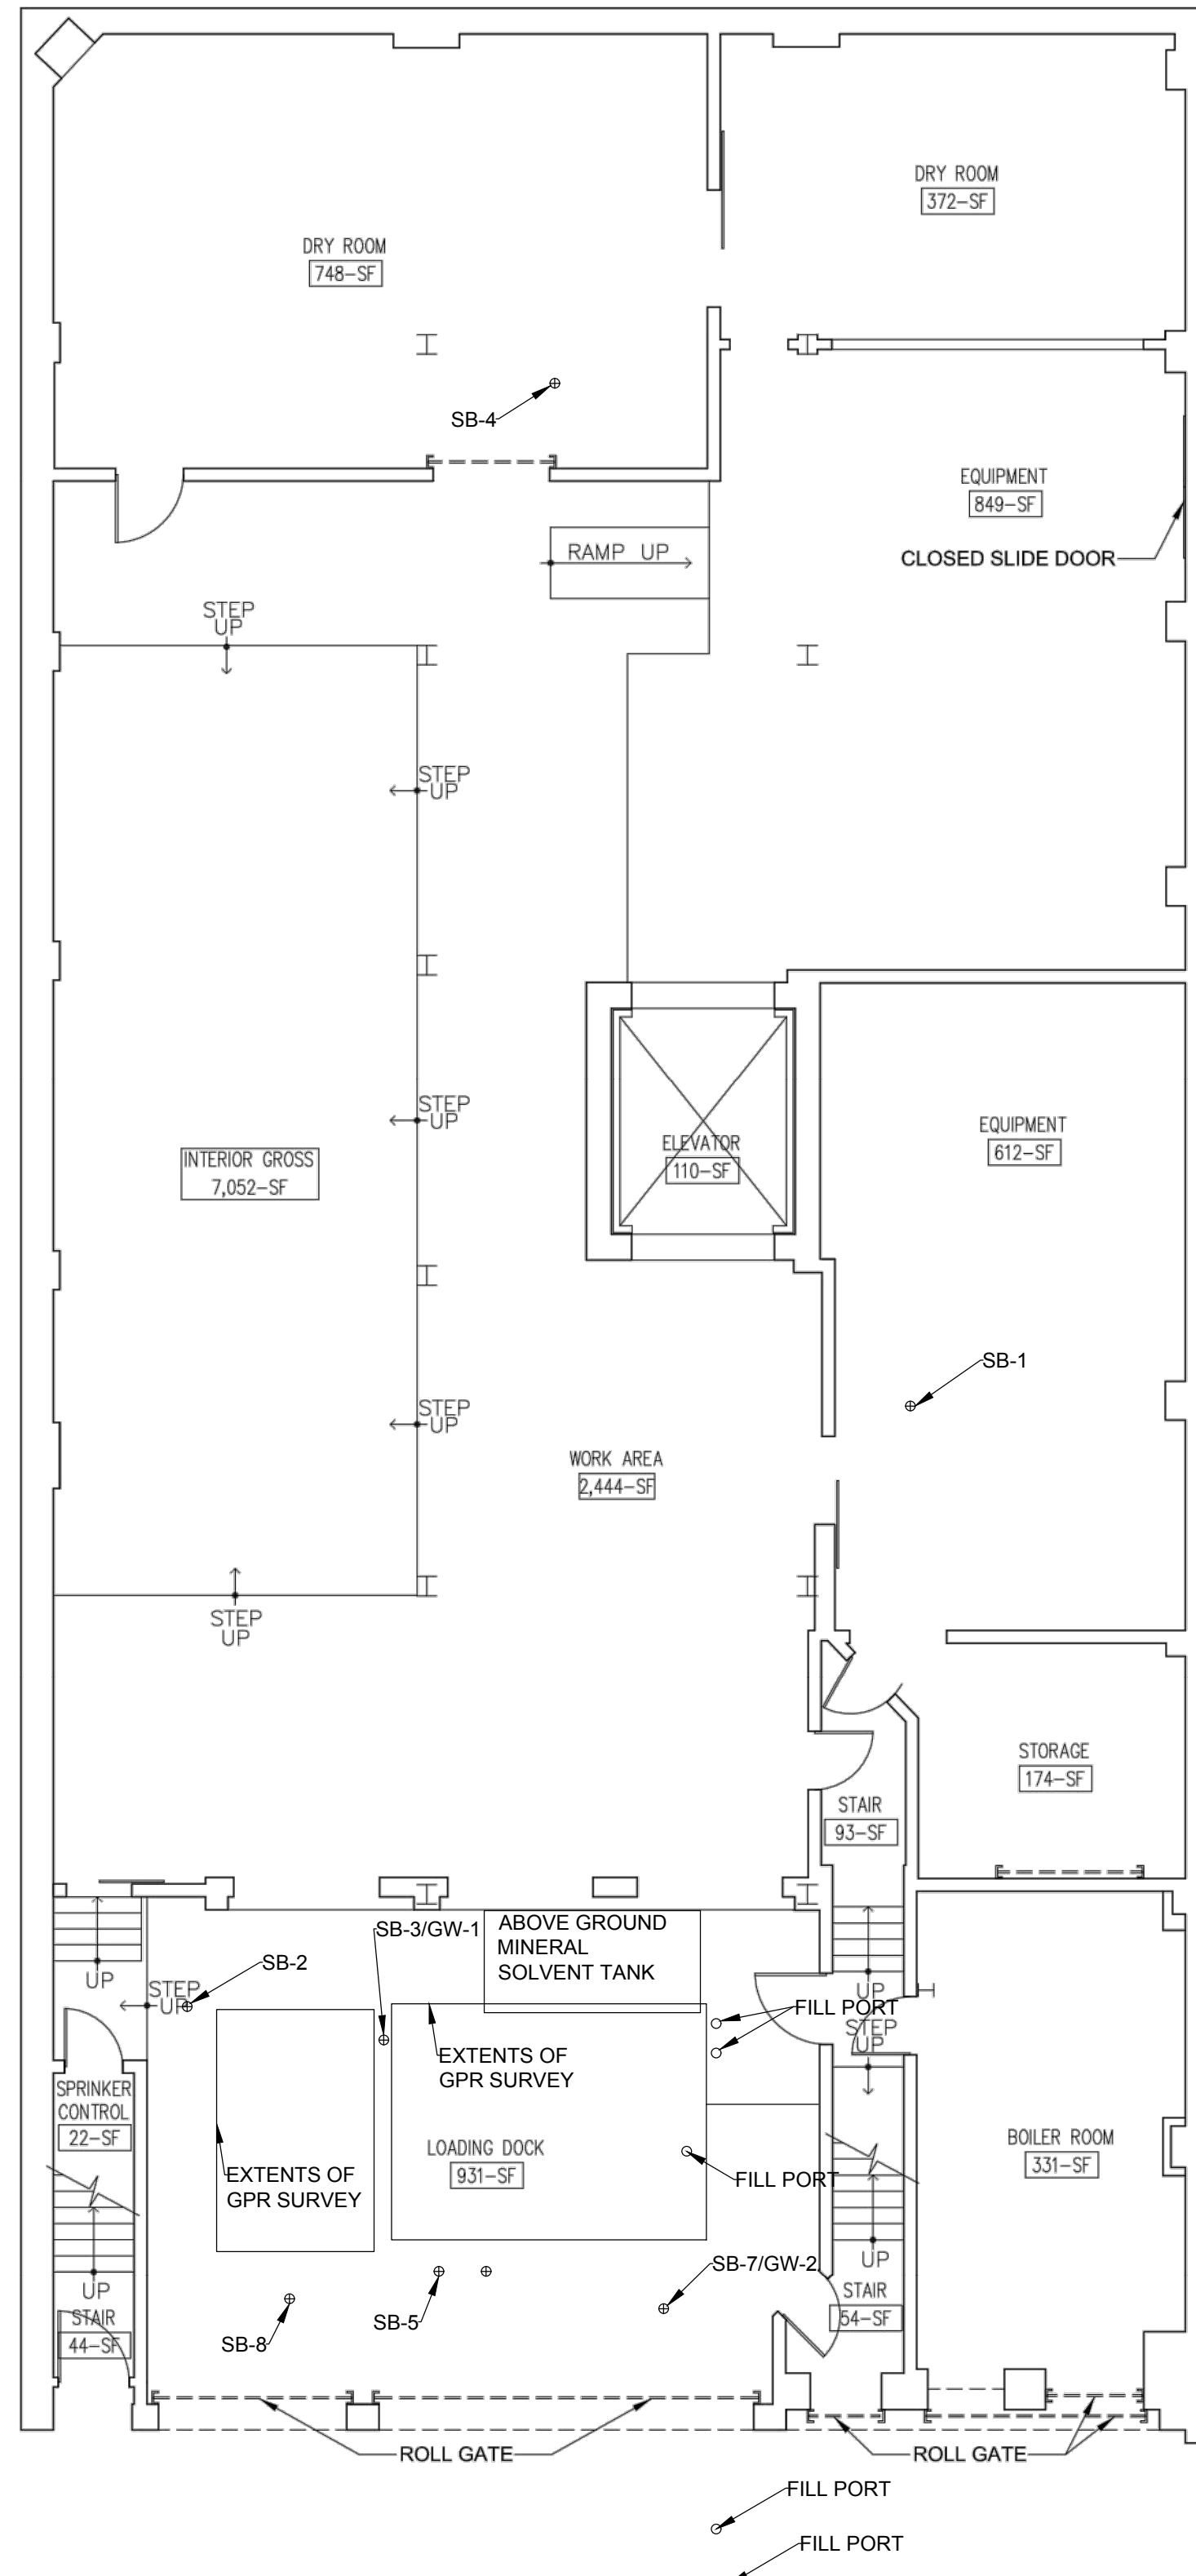 DRY ROOM
372-SF
DRY ROOM
748-SF
SB-4
EQUIPMENT
849-SF
CLOSED SLIDE DOOR
RAMP UP
STEP
UP
STEP
UP
STEP
UP
ELEVATOR
110-SF
EQUIPMENT
612-SF
INTERIOR GROSS
7,052-SF
SB-1
STEP
UP
WORK AREA
2,444-SF
STEP
UP
STORAGE
174-SF
STAIR
93-SF
SB-3/GW-1
ABOVE GROUND
MINERAL
SOLVENT TANK
SB-2
UP
STEP
UP
UP
FILL PORT
STEP
UP
EXTENTS OF
GPR SURVEY
SPRINKER
CONTROL
22-SF
LOADING DOCK
931-SF
BOILER ROOM
331-SF
EXTENTS OF
GPR SURVEY
FILL PORT
SB-7/GW-2
UP
UP
STAIR
44-SF
STAIR
54-SF
SB-5
SB-8
ROLL GATE
ROLL GATE
FILL PORT
FILL PORT